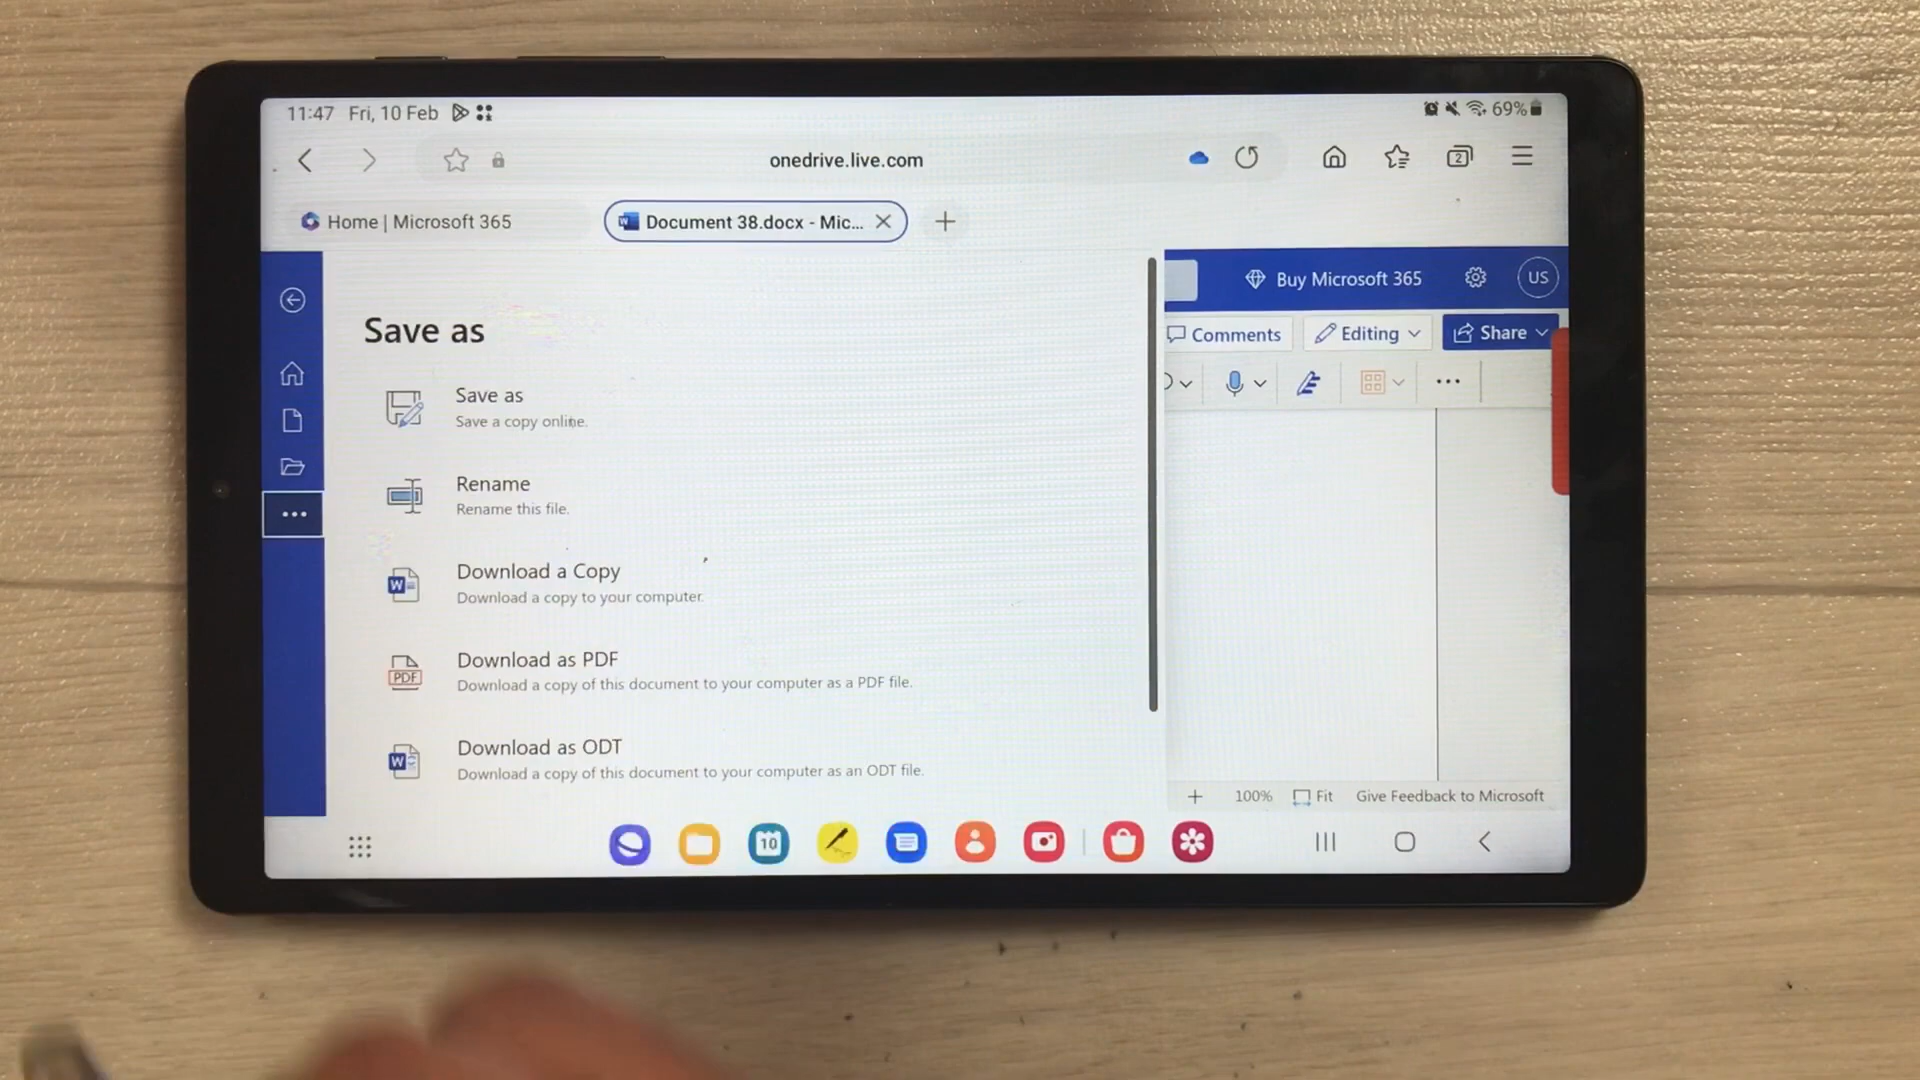 11:47 Fri, 10 Feb
69%
onedrive.live.com
2
Home | Microsoft 365
Document 38.docx - Mic...
Buy Microsoft 365
US
Comments
Editing
Share
Save as
Save as
Save a copy online.
Rename
Rename this file.
W
Download a Copy
Download a copy to your computer.
PDF
Download as PDF
Download a copy of this document to your computer as a PDF file.
W
Download as ODT
Download a copy of this document to your computer as an ODT file.
100%
Fit
Give Feedback to Microsoft
10